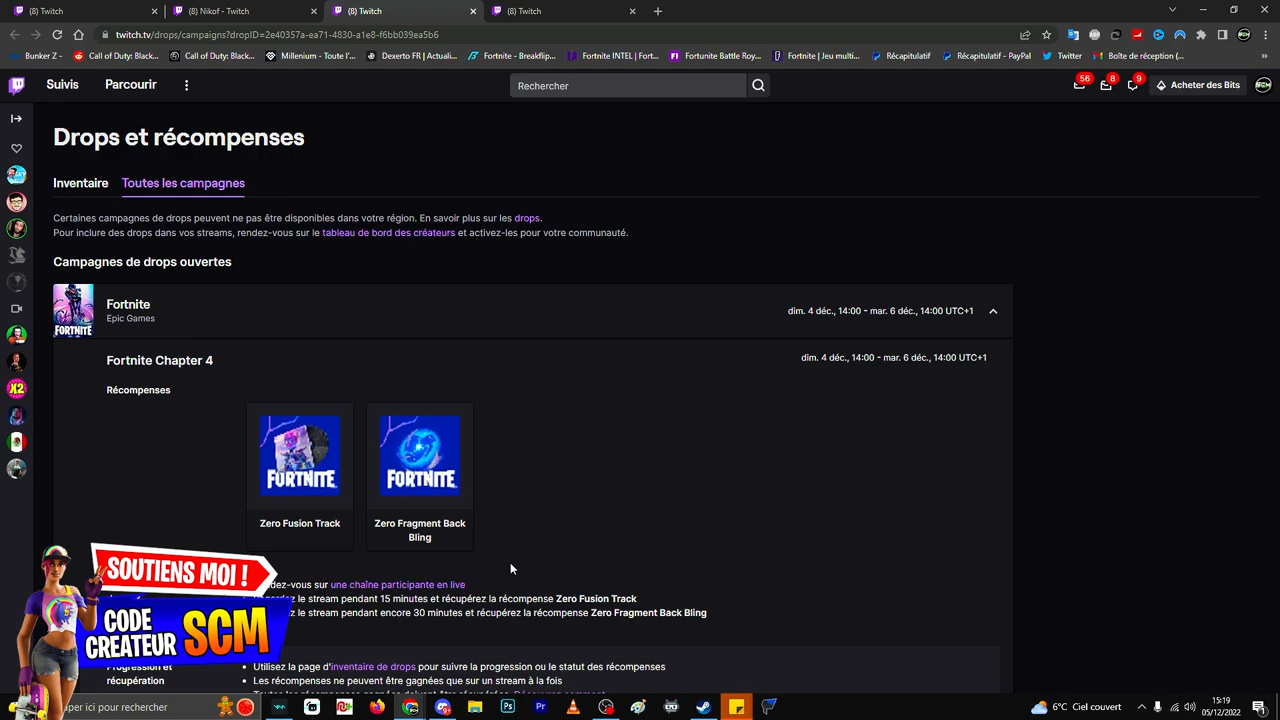 Twitch
Nikof - Twitch
Twitch
Twitch
twitch.tv/drops/campaigns?dropID=2e40357a-ea71-4830-a1e8-f6bb039ea5b6
Bunker Z -
Call of Duty: Black...
Call of Duty: Black...
Millenium - Toute l'i...
Dexerto FR | Actuali...
Fortnite - Breakflip...
Fortnite INTEL | Fort...
Fortunite Battle Roy...
Fortnite | Jeu multi...
Récapitulatif
Récapitulatif - PayPal
Twitter
Boîte de réception (...
Suivis
Parcourir
Rechercher
56
8
9
Acheter des Bits
Drops et récompenses
Inventaire
Toutes les campagnes
Certaines campagnes de drops peuvent ne pas être disponibles dans votre région. En savoir plus sur les drops.
Pour inclure des drops dans vos streams, rendez-vous sur le tableau de bord des créateurs et activez-les pour votre communauté.
Campagnes de drops ouvertes
FORTNITE
Fortnite
Epic Games
dim. 4 déc., 14:00 - mar. 6 déc., 14:00 UTC+1
Fortnite Chapter 4
dim. 4 déc., 14:00 - mar. 6 déc., 14:00 UTC+1
Récompenses
FORTNITE
FORTNITE
Zero Fusion Track
Zero Fragment Back
Bling
dez-vous sur une chaîne participante en live
le stream pendant 15 minutes et récupérez la récompense Zero Fusion Track
ez le stream pendant encore 30 minutes et récupérez la récompense Zero Fragment Back Bling
SOUTIENS MOI !
CODE
CREATEUR SCM
Progression et
récupération
• Utilisez la page d'inventaire de drops pour suivre la progression ou le statut des récompenses
• Les récompenses ne peuvent être gagnées que sur un stream à la fois
X2
aper ici pour rechercher
6°C Ciel couvert
15:19
05/12/2022